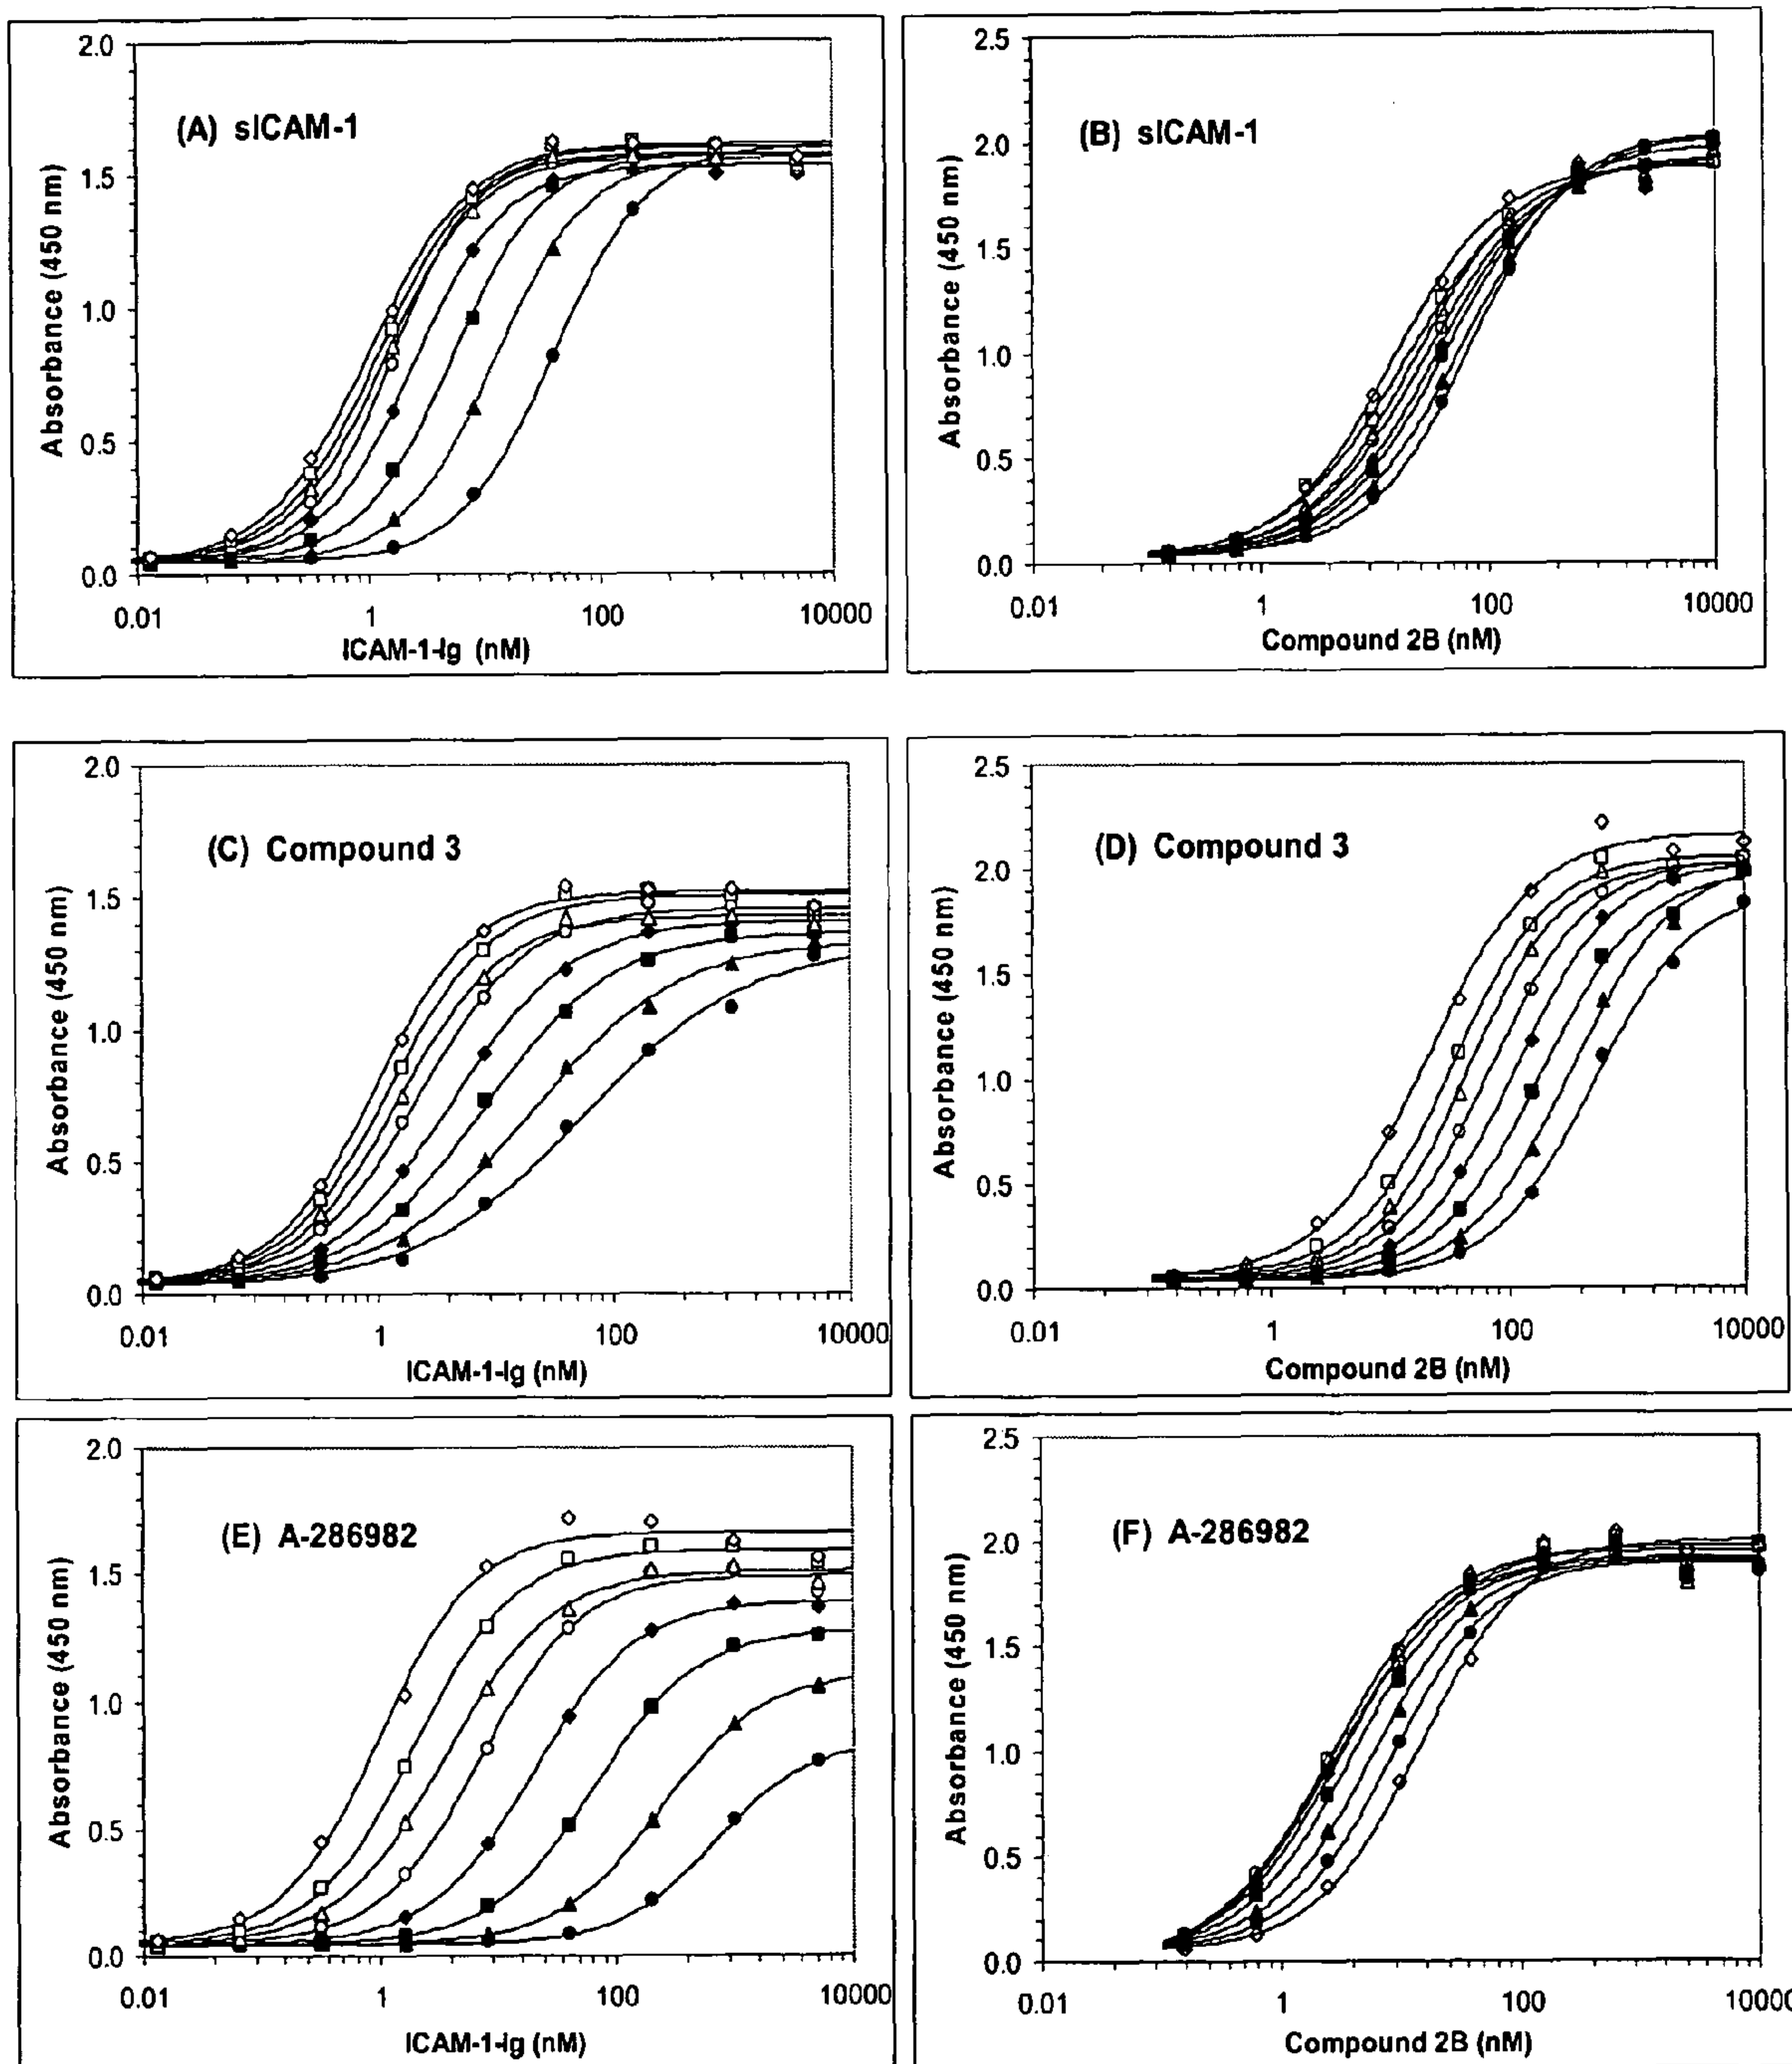 (A) sICAM-1
Absorbance (450 nm)
2.0
1.5
1.0
0.5
0.0
0.01 1 100 10000
ICAM-1-Ig (nM)
(B) sICAM-1
Absorbance (450 nm)
2.5
2.0
1.5
1.0
0.5
0.0
0.01 1 100 10000
Compound 2B (nM)
(C) Compound 3
Absorbance (450 nm)
2.0
1.5
1.0
0.5
0.0
0.01 1 100 10000
ICAM-1-Ig (nM)
(D) Compound 3
Absorbance (450 nm)
2.5
2.0
1.5
1.0
0.5
0.0
0.01 1 100 10000
Compound 2B (nM)
(E) A-286982
Absorbance (450 nm)
2.0
1.5
1.0
0.5
0.0
0.01 1 100 10000
ICAM-1-Ig (nM)
(F) A-286982
Absorbance (450 nm)
2.5
2.0
1.5
1.0
0.5
0.0
0.01 1 100 10000
Compound 2B (nM)